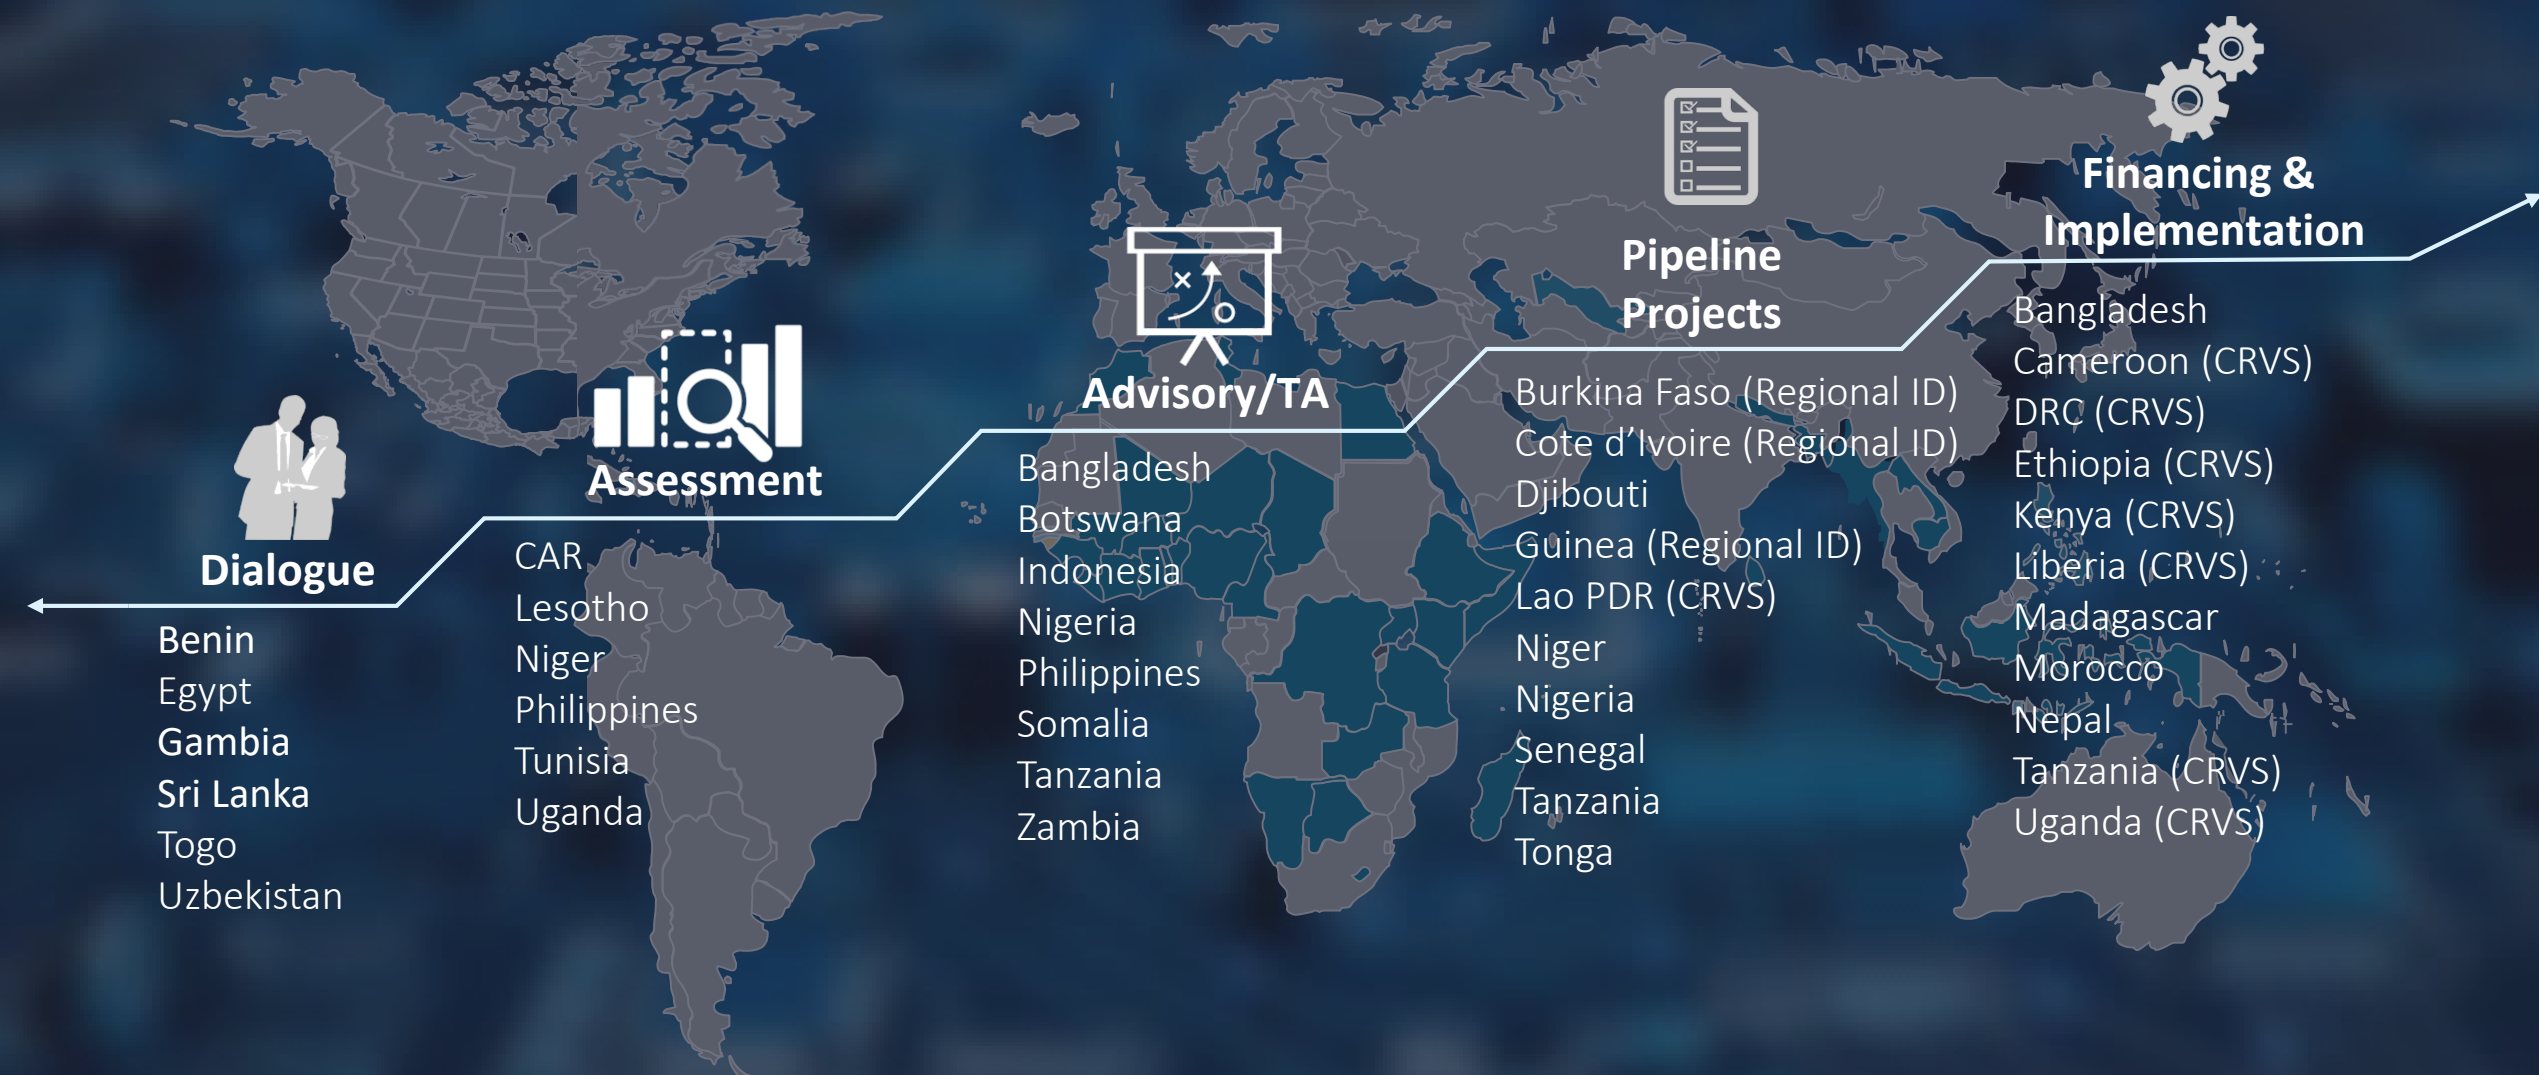 Dialogue
Benin
Egypt
Gambia
Sri Lanka
Togo
Uzbekistan
Assessment
CAR
Lesotho
Niger
Philippines
Tunisia
Uganda
Advisory/TA
Bangladesh
Botswana
Indonesia
Nigeria
Philippines
Somalia
Tanzania
Zambia
Pipeline
Projects
Burkina Faso (Regional ID)
Cote d’Ivoire (Regional ID)
Djibouti
Guinea (Regional ID)
Lao PDR (CRVS)
Niger
Nigeria
Senegal
Tanzania
Tonga
Financing &
Implementation
Bangladesh
Cameroon (CRVS)
DRC (CRVS)
Ethiopia (CRVS)
Kenya (CRVS)
Liberia (CRVS)
Madagascar
Morocco
Nepal
Tanzania (CRVS)
Uganda (CRVS)